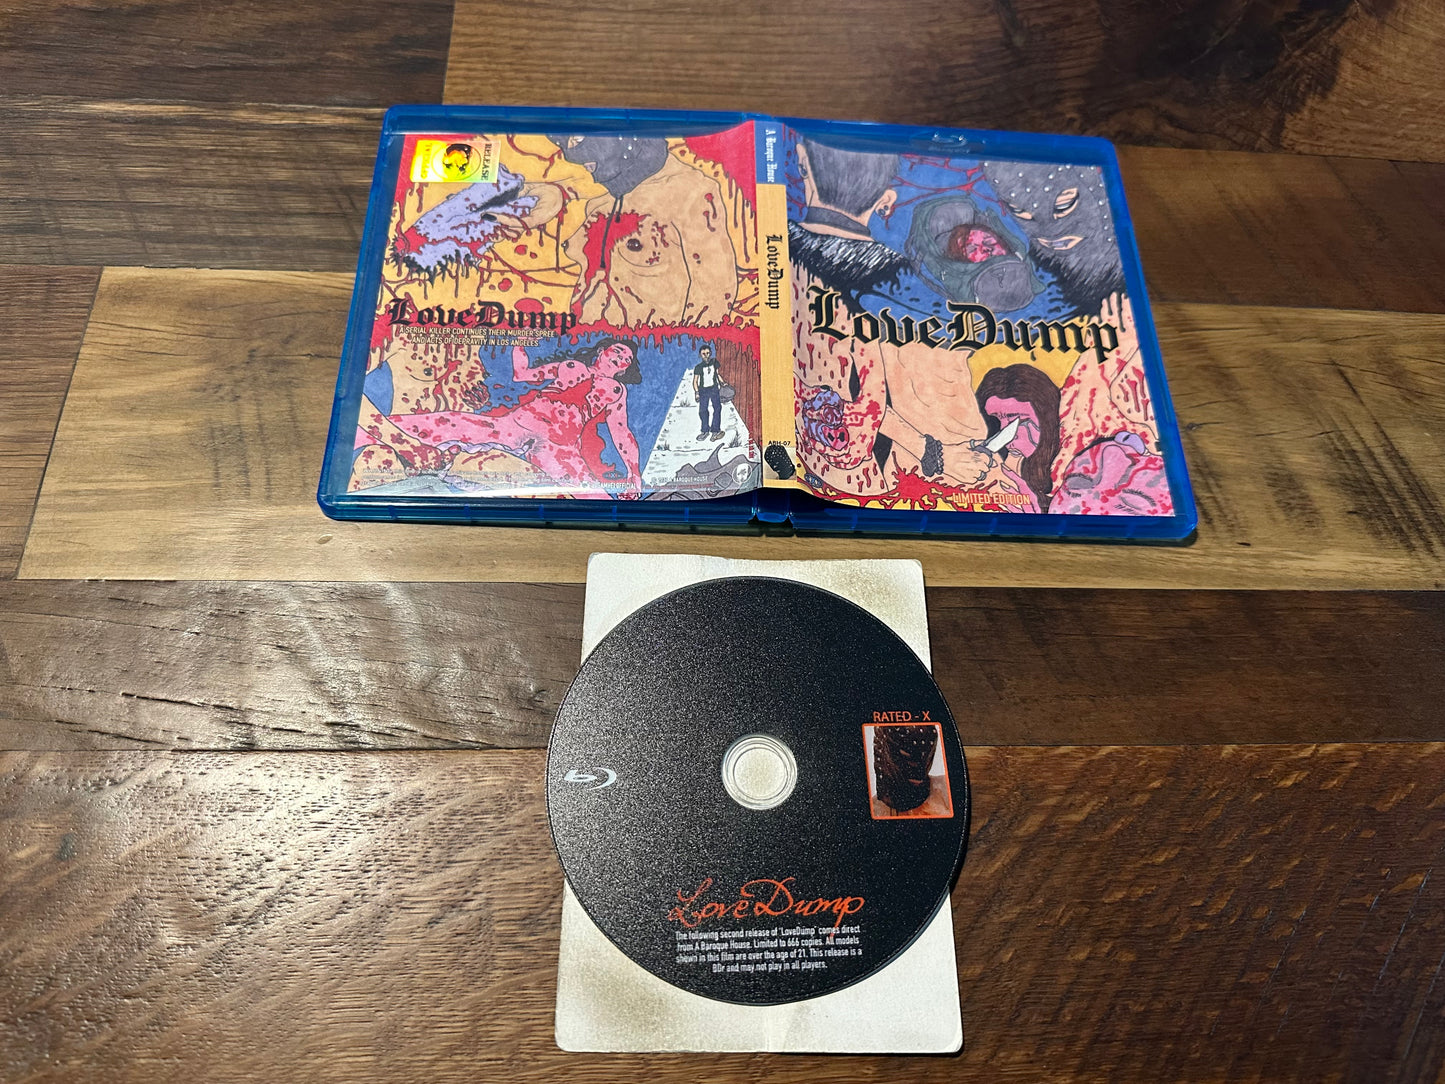 RELEASE
LoveDump
A SERIAL KILLER CONTINUES THEIR MURDER SPREE
AND ACTS OF DEPRAVITY IN LOS ANGELES
BAROQUE HOUSE
A Baroque House
LoveDump
ABH-07
LoveDump
LIMITED EDITION
RATED - X
LoveDump
The following second release of 'LoveDump' comes direct
from A Baroque House. Limited to 666 copies. All models
shown in this film are over the age of 21. This release is a
BDr and may not play in all players.